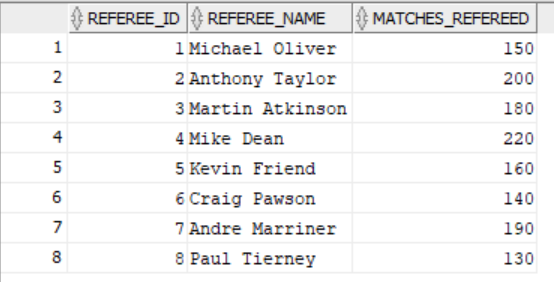 REFEREE_ID REFEREE_NAME MATCHES_REFEREED
1 1 Michael Oliver 150
2 2 Anthony Taylor 200
3 3 Martin Atkinson 180
4 4 Mike Dean 220
5 5 Kevin Friend 160
6 6 Craig Pawson 140
7 7 Andre Marriner 190
8 8 Paul Tierney 130